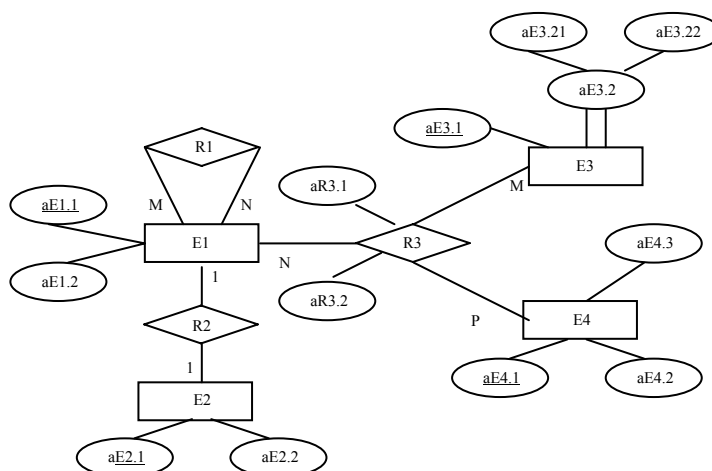 aE3.21
aE3.22
aE3.2
aE3.1
R1
E3
aR3.1
M
aE1.1
M
N
E1
R3
aE4.3
aE1.2
N
1
aR3.2
R2
P
E4
1
aE4.1
aE4.2
E2
aE2.1
aE2.2